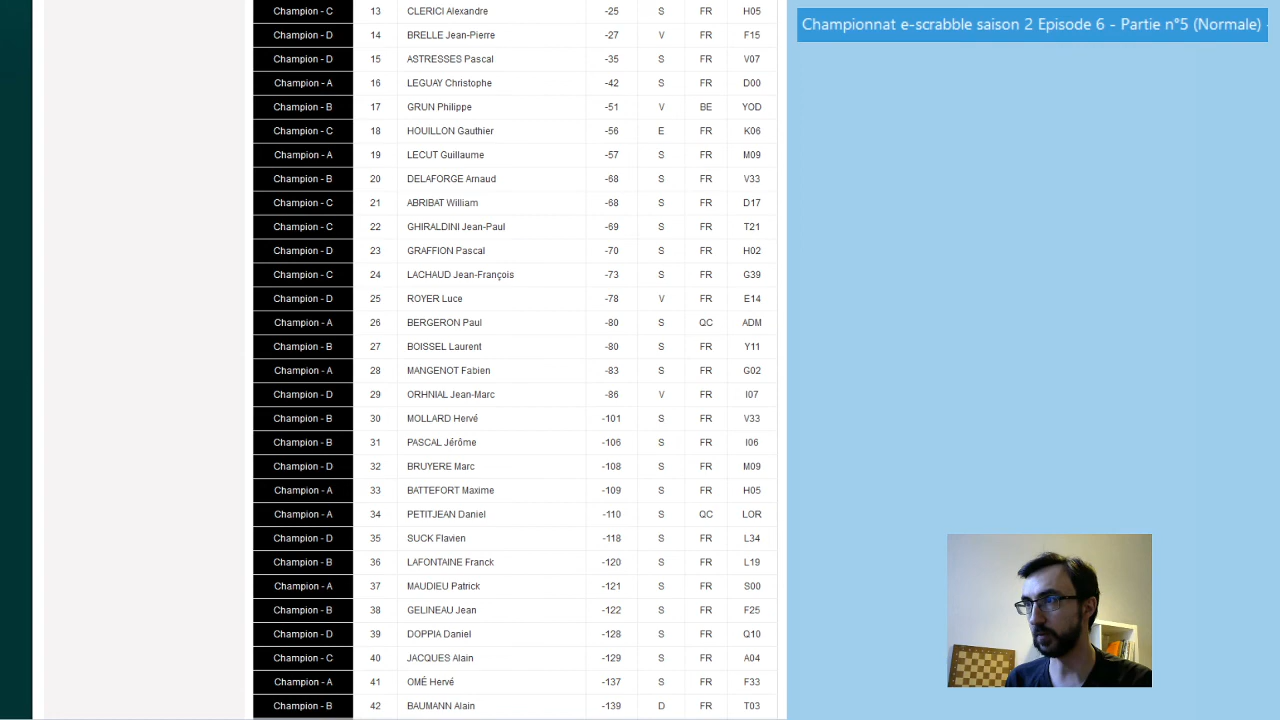 Champion - C 13 CLERICI Alexandre -25 S FR H05
Championnat e-scrabble saison 2 Episode 6 - Partie n°5 (Normale) -
Champion - D 14 BRELLE Jean-Pierre -27 V FR F15
Champion - D 15 ASTRESSES Pascal -35 S FR V07
Champion - A 16 LEGUAY Christophe -42 S FR D00
Champion - B 17 GRUN Philippe -51 V BE YOD
Champion - C 18 HOUILLON Gauthier -56 E FR K06
Champion - A 19 LECUT Guillaume -57 S FR M09
Champion - B 20 DELAFORGE Arnaud -68 S FR V33
Champion - C 21 ABRIBAT William -68 S FR D17
Champion - C 22 GHIRALDINI Jean-Paul -69 S FR T21
Champion - D 23 GRAFFION Pascal -70 S FR H02
Champion - C 24 LACHAUD Jean-François -73 S FR G39
Champion - D 25 ROYER Luce -78 V FR E14
Champion - A 26 BERGERON Paul -80 S QC ADM
Champion - B 27 BOISSEL Laurent -80 S FR Y11
Champion - A 28 MANGENOT Fabien -83 S FR G02
Champion - D 29 ORHNIAL Jean-Marc -86 V FR I07
Champion - B 30 MOLLARD Hervé -101 S FR V33
Champion - B 31 PASCAL Jérôme -106 S FR I06
Champion - D 32 BRUYERE Marc -108 S FR M09
Champion - A 33 BATTEFORT Maxime -109 S FR H05
Champion - A 34 PETITJEAN Daniel -110 S QC LOR
Champion - D 35 SUCK Flavien -118 S FR L34
Champion - B 36 LAFONTAINE Franck -120 S FR L19
Champion - A 37 MAUDIEU Patrick -121 S FR S00
Champion - B 38 GELINEAU Jean -122 S FR F25
Champion - D 39 DOPPIA Daniel -128 S FR Q10
Champion - C 40 JACQUES Alain -129 S FR A04
Champion - A 41 OMÉ Hervé -137 S FR F33
Champion - B 42 BAUMANN Alain -139 D FR T03